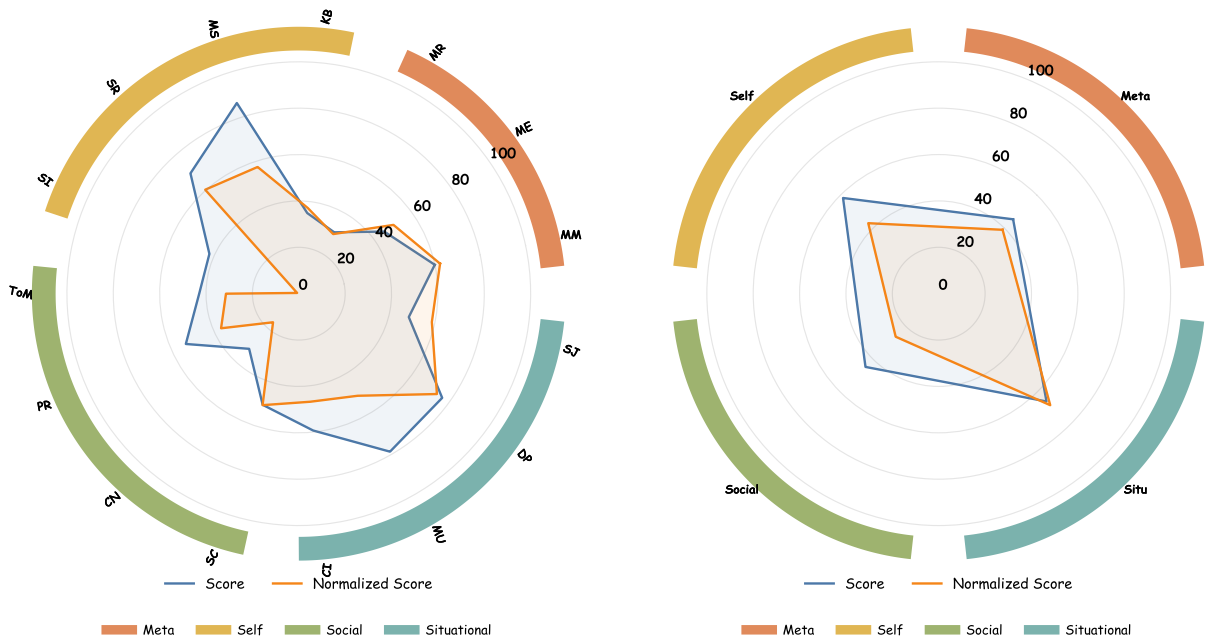 KB
MS
MR
SR
ME
SI
MM
100
80
60
40
20
0
ToM
SJ
PR
DP
CN
MU
SC
CI
Score
Normalized Score
Meta
Self
Social
Situational
Self
Meta
100
80
60
40
20
0
Social
Situ
Score
Normalized Score
Meta
Self
Social
Situational